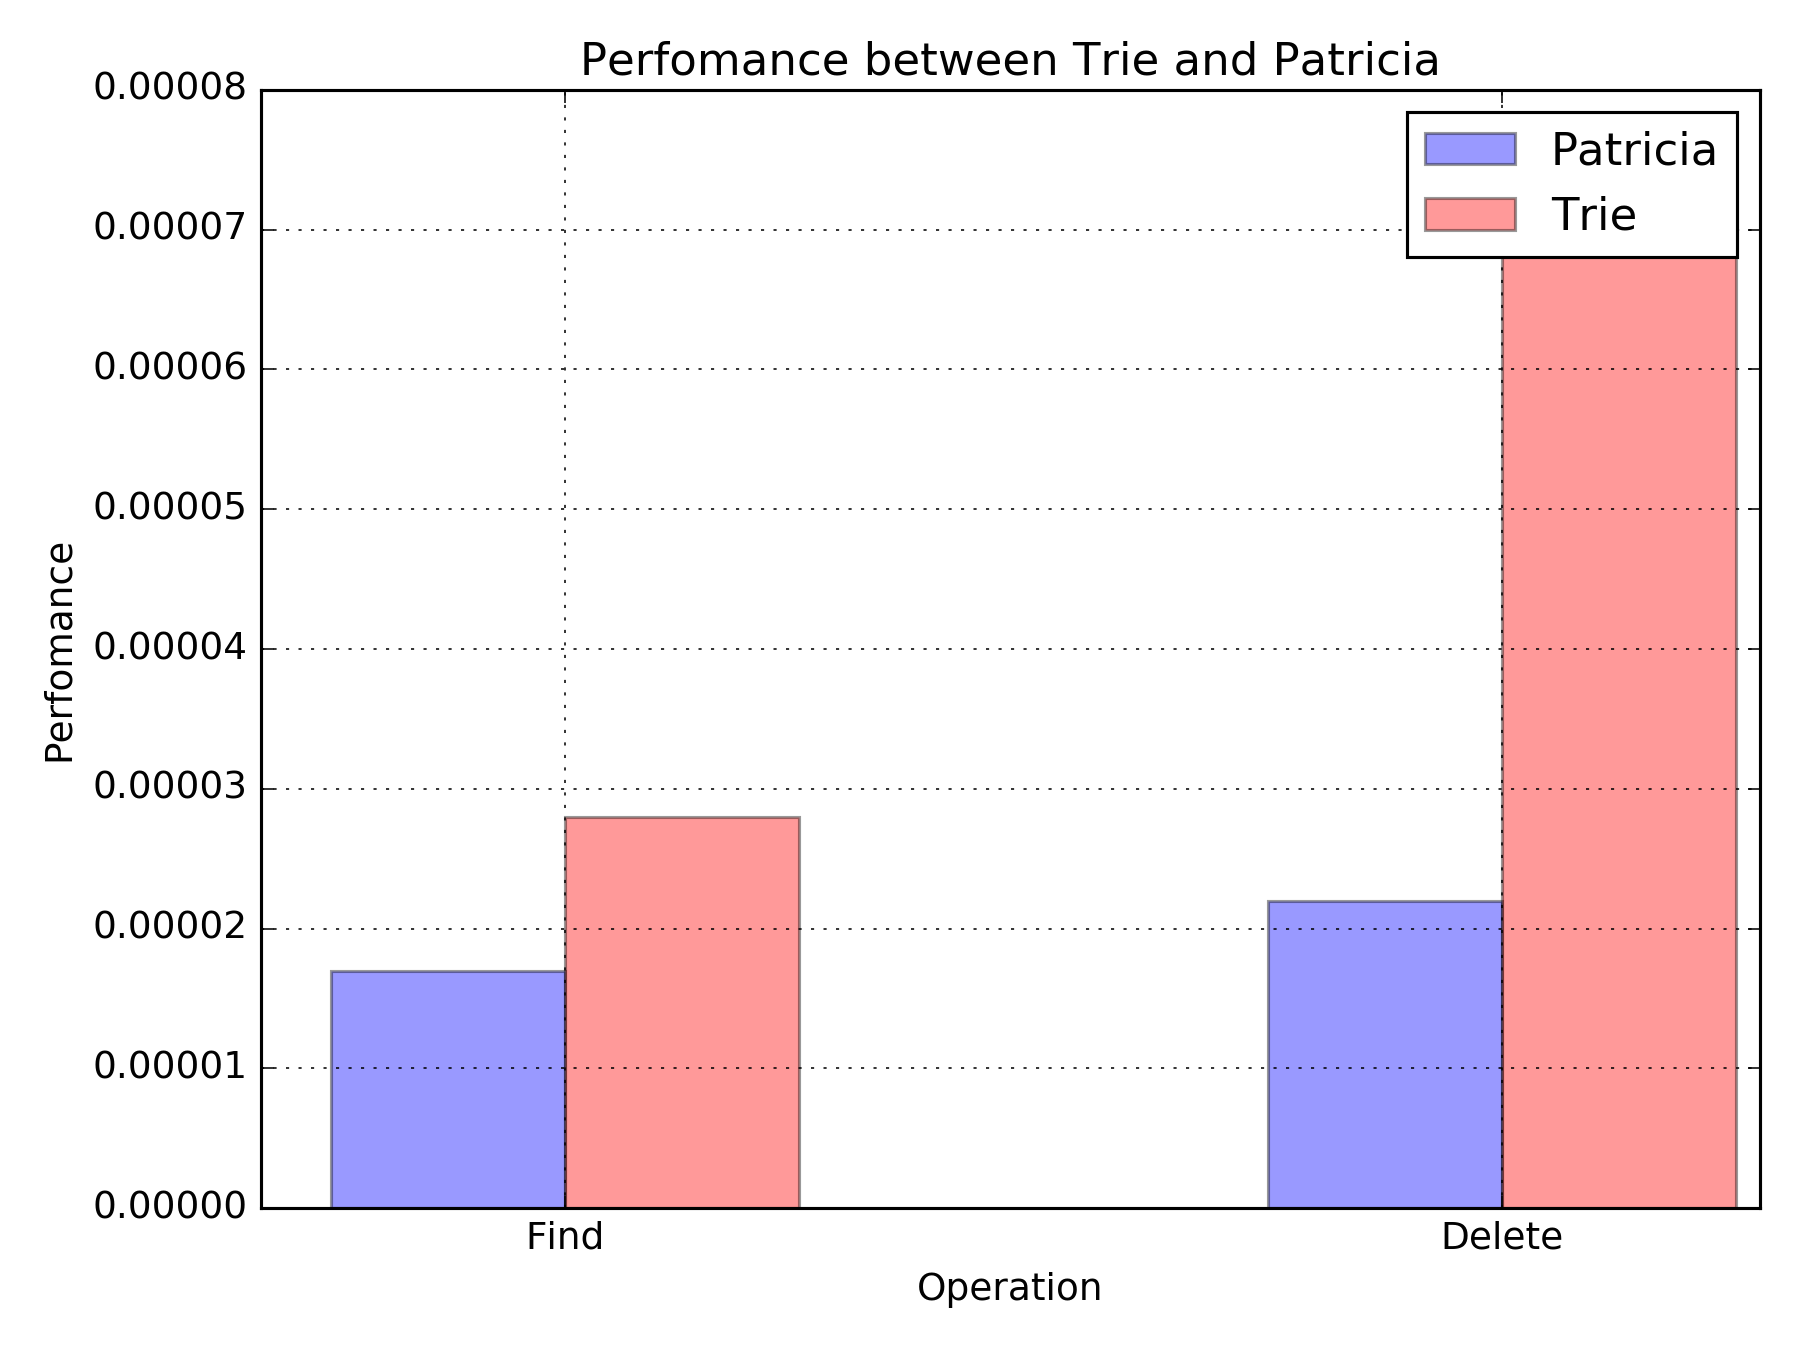 Perfomance between Trie and Patricia
0.00008
0.00007
0.00006
0.00005
0.00004
0.00003
0.00002
0.00001
0.00000
Perfomance
Patricia
Trie
Find
Delete
Operation